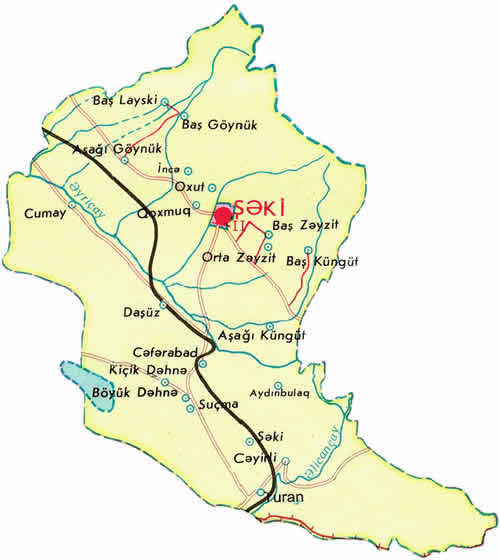 Baş Layski
Baş Göynük
Aşağı Göynük
İncə
Oxut
Əyriçay
Cumay
Qoxmuq
ŞƏKİ
II
Baş Zəyzit
Orta Zəyzit
Baş Küngüt
Daşüz
Aşağı Küngüt
Cəfərabad
Kiçik Dəhnə
Böyük Dəhnə
Aydınbulaq
Suçma
Şəki
Cəyirli
Əlicançay
Turan